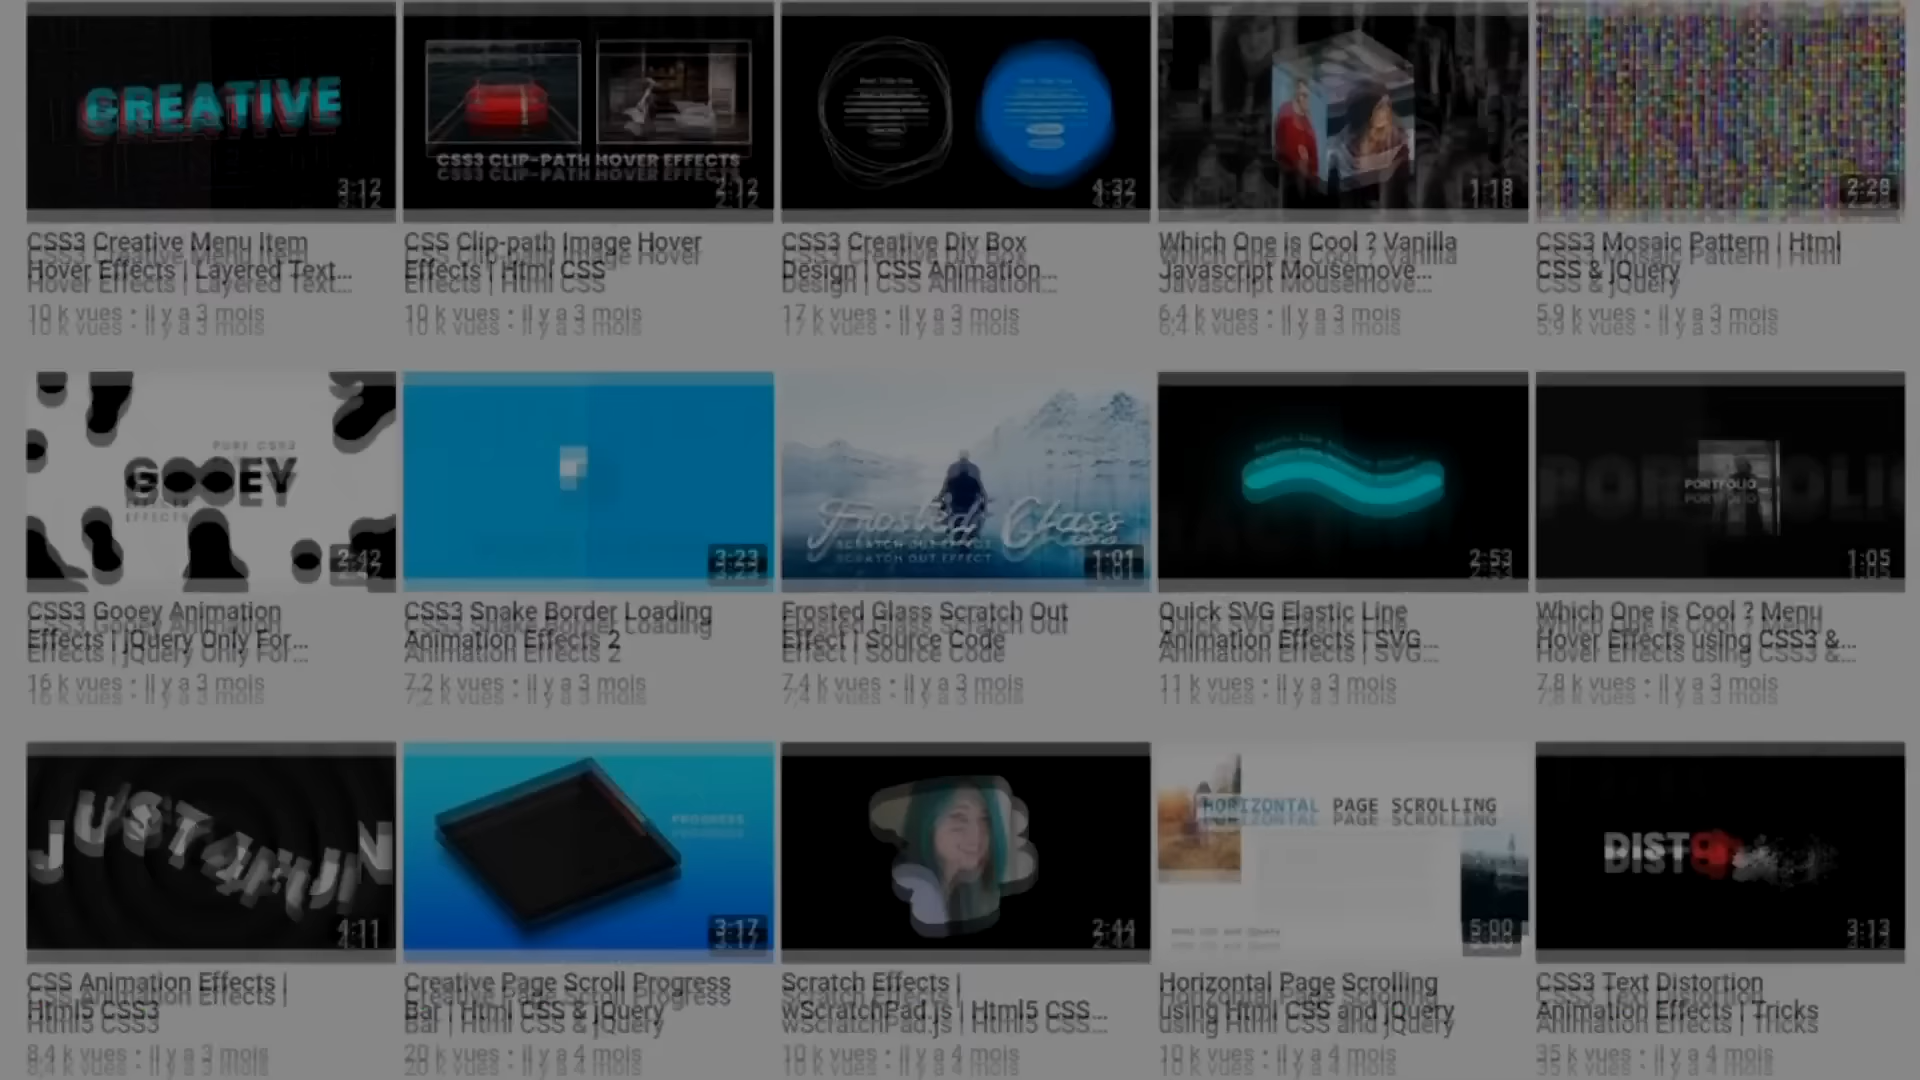 CREATIVE
3:12
CSS3 CLIP-PATH HOVER EFFECTS
2:12
4:32
1:18
2:28
CSS3 Creative Menu Item
Hover Effects | Layered Text...
10 k vues • il y a 3 mois
CSS Clip-path Image Hover
Effects | Html CSS
10 k vues • il y a 3 mois
CSS3 Creative Div Box
Design | CSS Animation...
17 k vues • il y a 3 mois
Which One is Cool ? Vanilla
Javascript Mousemove...
6,4 k vues • il y a 3 mois
CSS3 Mosaic Pattern | Html
CSS & jQuery
5,9 k vues • il y a 3 mois
PURE CSS3
GOOEY
EFFECTS
2:42
3:23
Frosted Glass
SCRATCH OUT EFFECT
1:01
2:53
PORTFOLIO
PORTFOLIO
1:05
CSS3 Gooey Animation
Effects | jQuery Only For...
16 k vues • il y a 3 mois
CSS3 Snake Border Loading
Animation Effects 2
7,2 k vues • il y a 3 mois
Frosted Glass Scratch Out
Effect | Source Code
7,4 k vues • il y a 3 mois
Quick SVG Elastic Line
Animation Effects | SVG...
11 k vues • il y a 3 mois
Which One is Cool ? Menu
Hover Effects using CSS3 &...
7,8 k vues • il y a 3 mois
4:11
PROGRESS
3:17
2:44
HORIZONTAL PAGE SCROLLING
5:00
3:13
CSS Animation Effects |
Html5 CSS3
8,4 k vues • il y a 3 mois
Creative Page Scroll Progress
Bar | Html CSS & jQuery
20 k vues • il y a 4 mois
Scratch Effects |
wScratchPad.js | Html5 CSS...
10 k vues • il y a 4 mois
Horizontal Page Scrolling
using Html CSS and jQuery
10 k vues • il y a 4 mois
CSS3 Text Distortion
Animation Effects | Tricks
35 k vues • il y a 4 mois